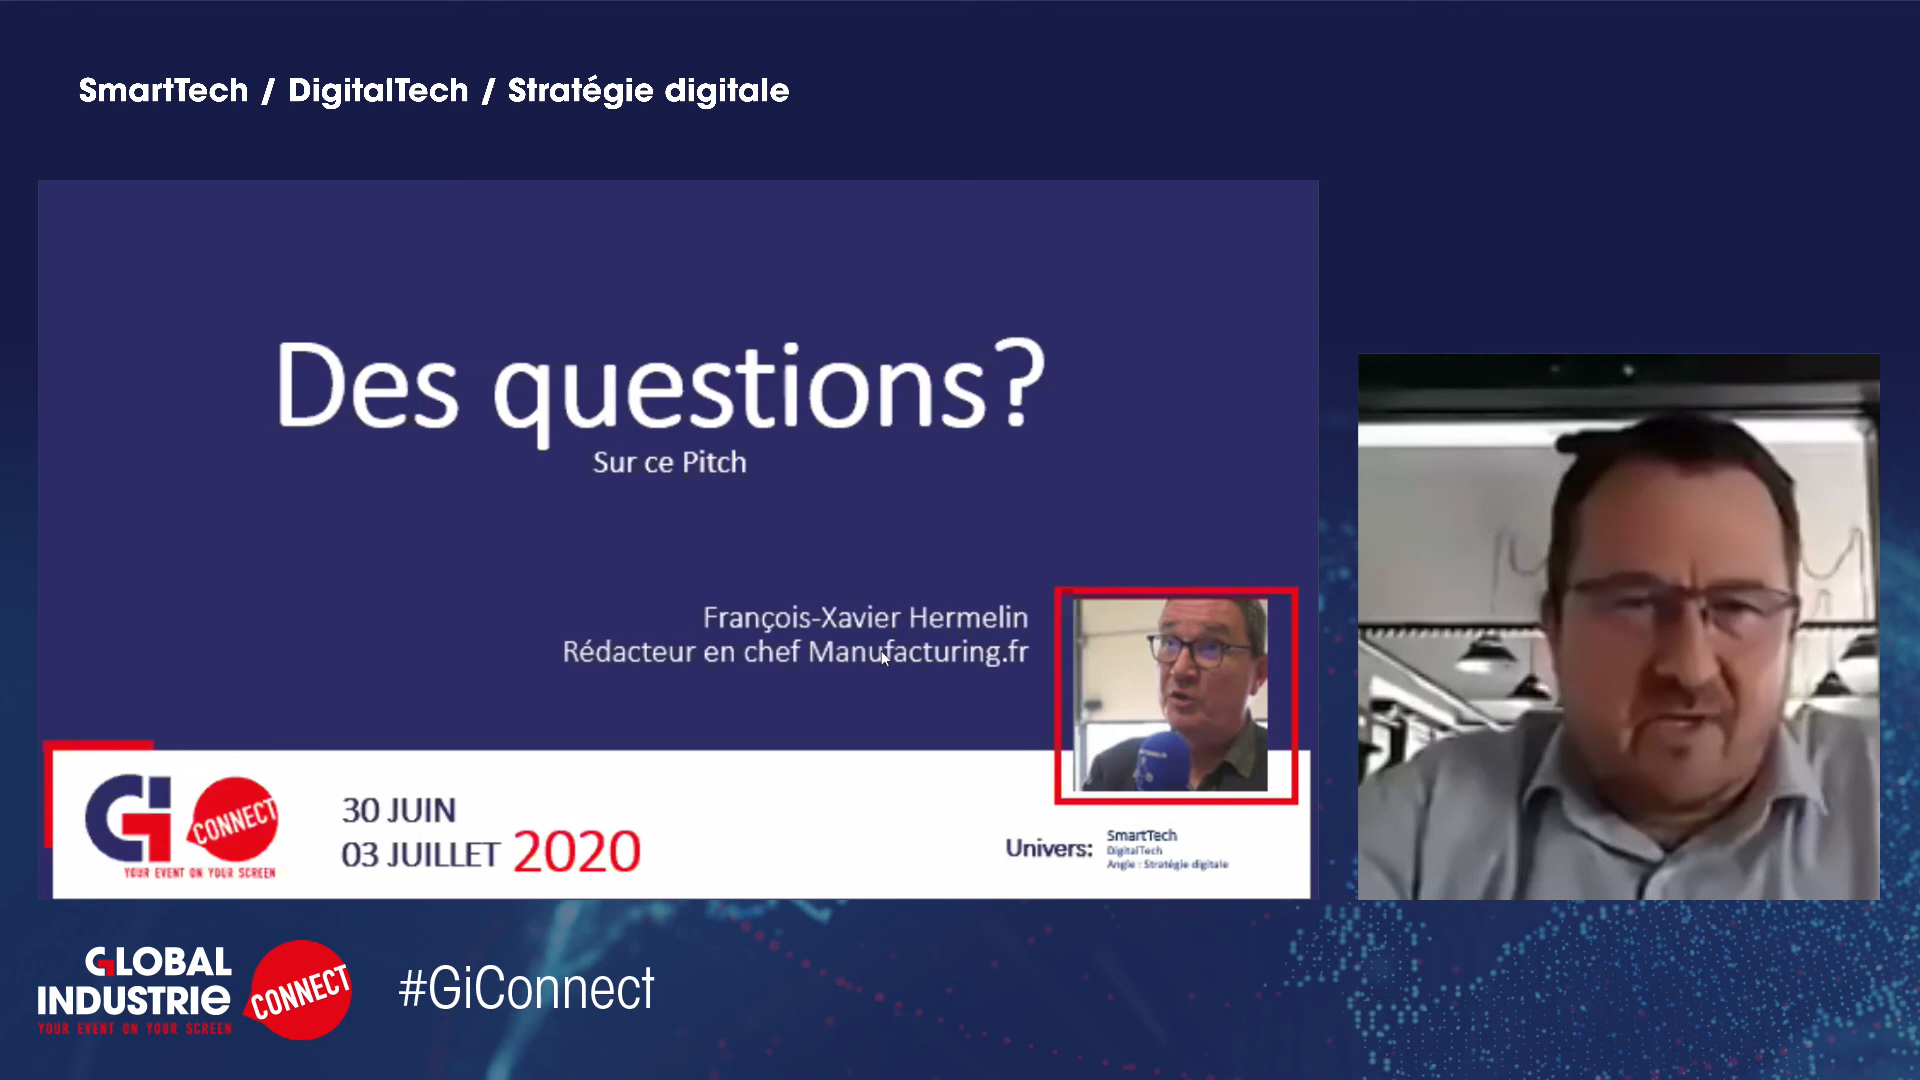 SmartTech / DigitalTech / Stratégie digitale
Des questions?
Sur ce Pitch
François-Xavier Hermelin
Rédacteur en chef Manufacturing.fr
GI CONNECT
YOUR EVENT ON YOUR SCREEN
30 JUIN
03 JUILLET 2020
Univers:
SmartTech
DigitalTech
Angle : Stratégie digitale
GLOBAL
INDUSTRIE
CONNECT
YOUR EVENT ON YOUR SCREEN
#GiConnect